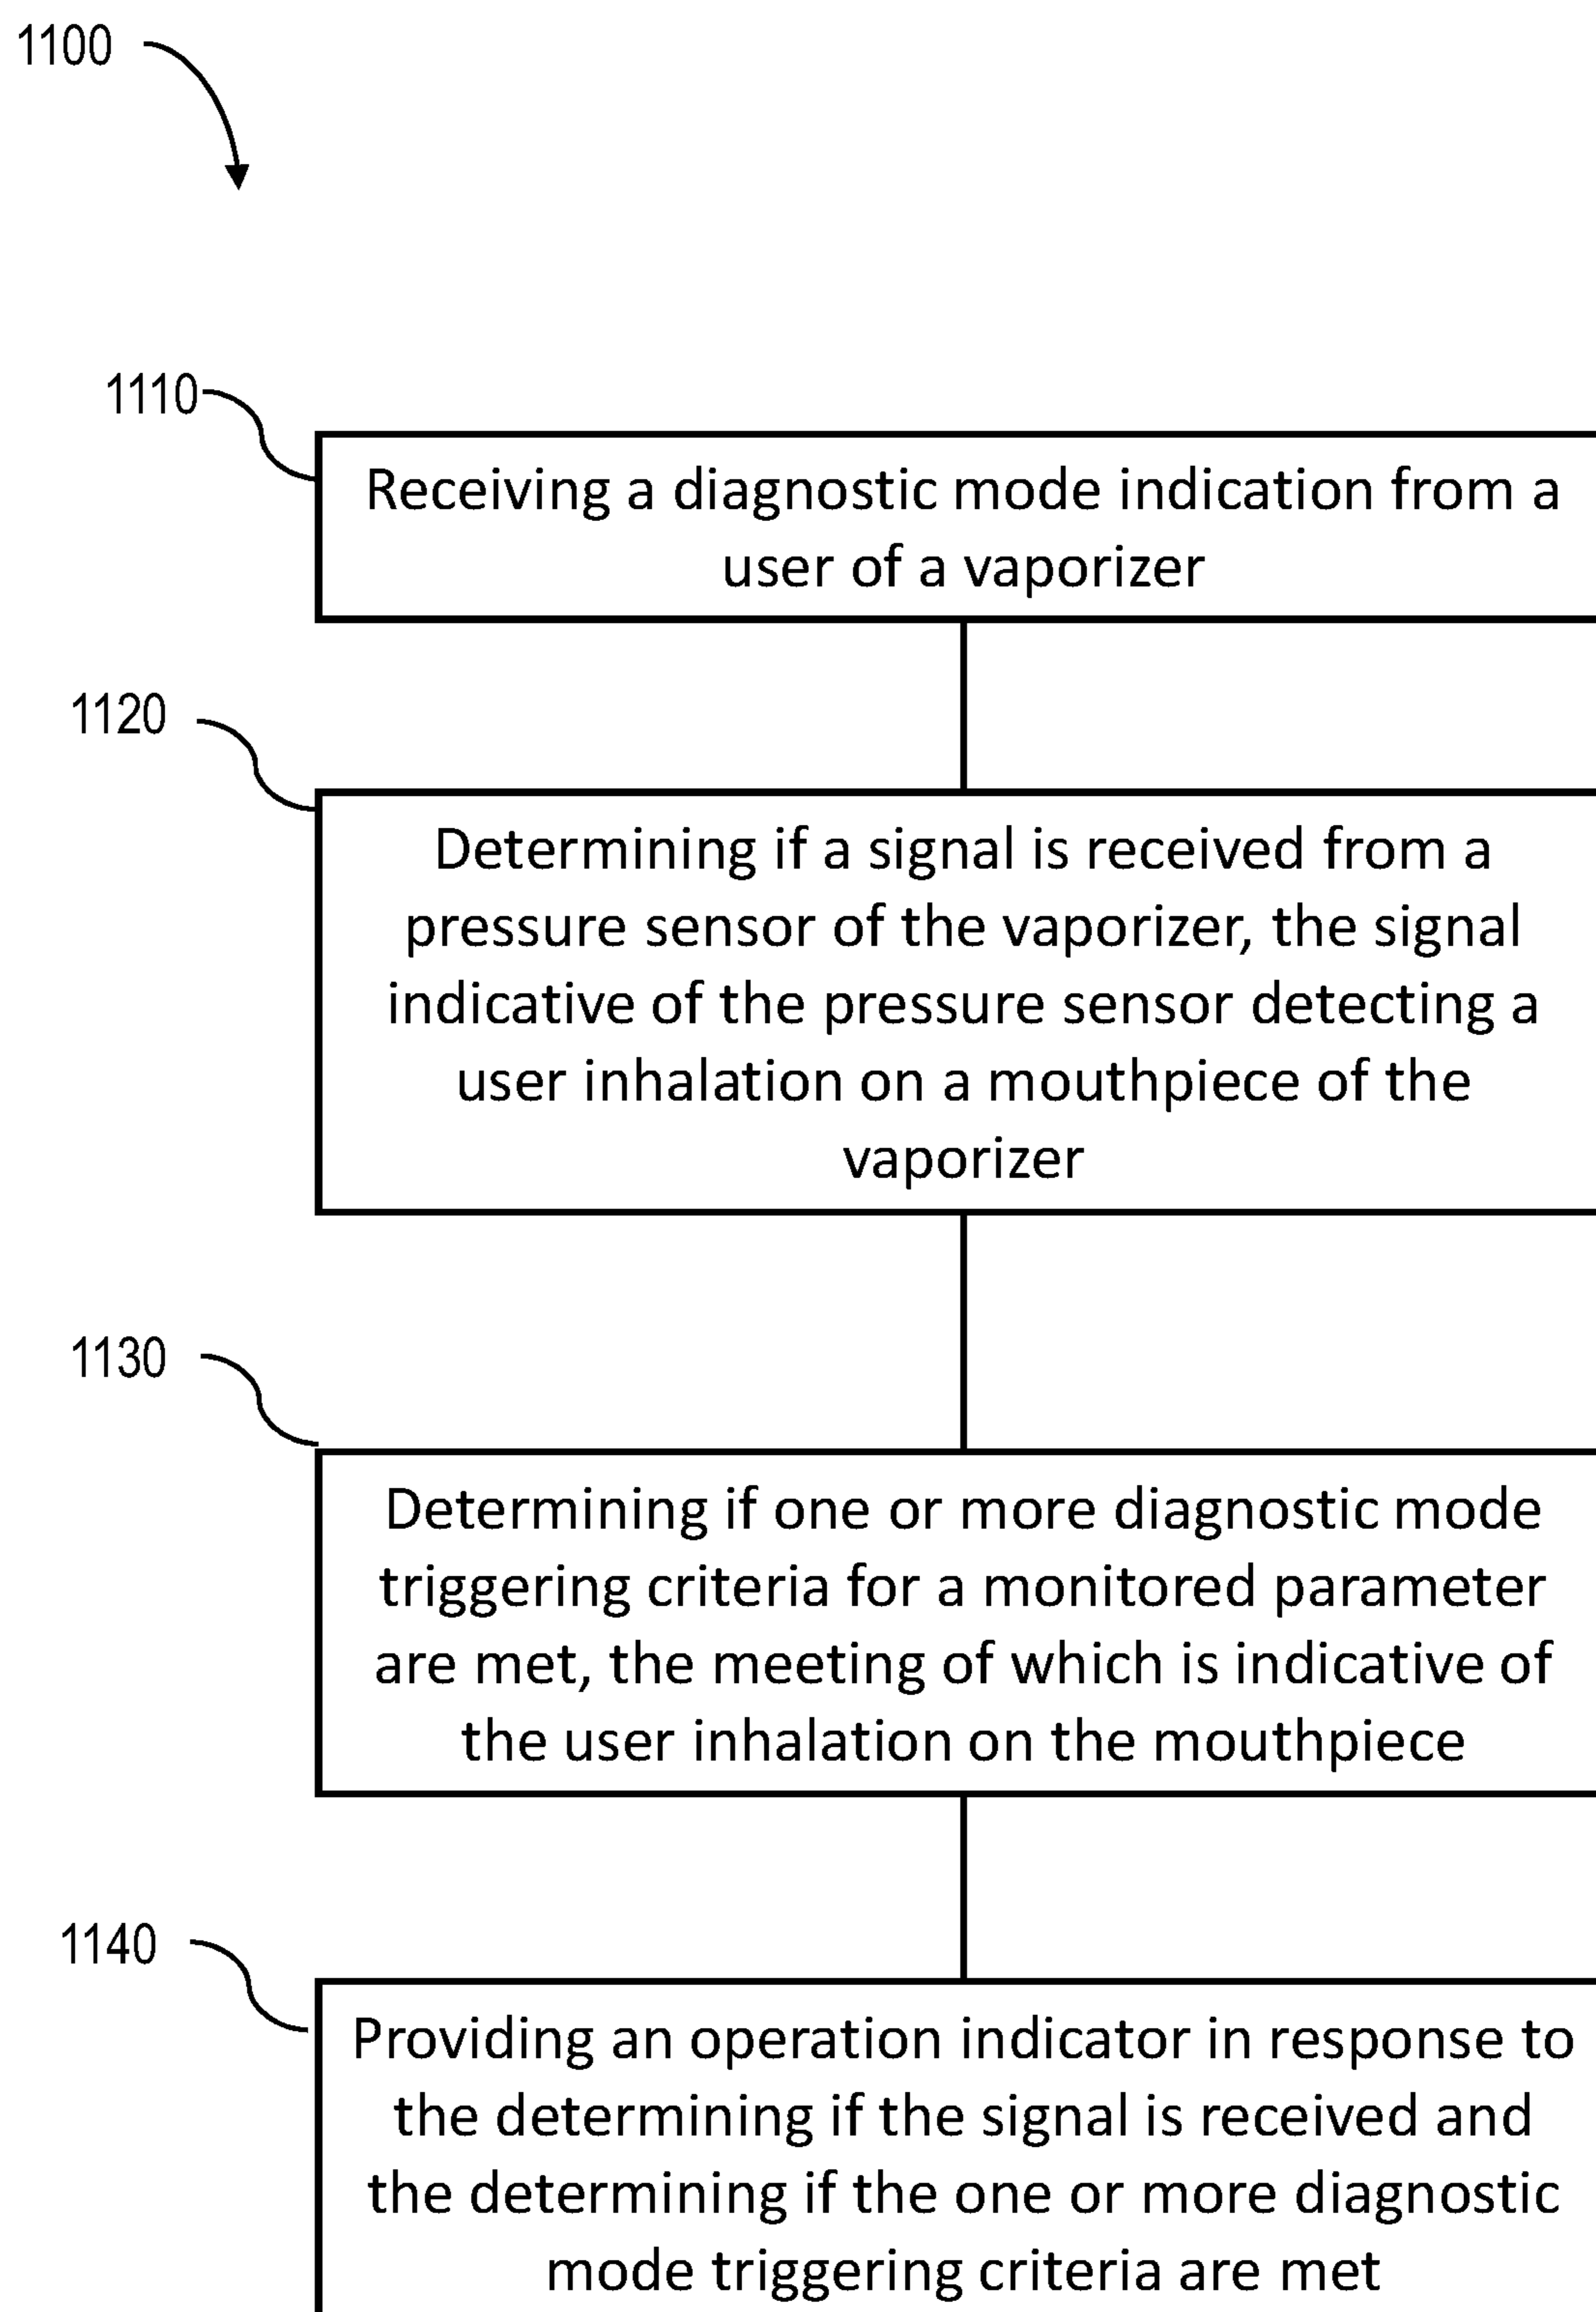 1100
1110
Receiving a diagnostic mode indication from a
user of a vaporizer
1120
Determining if a signal is received from a
pressure sensor of the vaporizer, the signal
indicative of the pressure sensor detecting a
user inhalation on a mouthpiece of the
vaporizer
1130
Determining if one or more diagnostic mode
triggering criteria for a monitored parameter
are met, the meeting of which is indicative of
the user inhalation on the mouthpiece
1140
Providing an operation indicator in response to
the determining if the signal is received and
the determining if the one or more diagnostic
mode triggering criteria are met